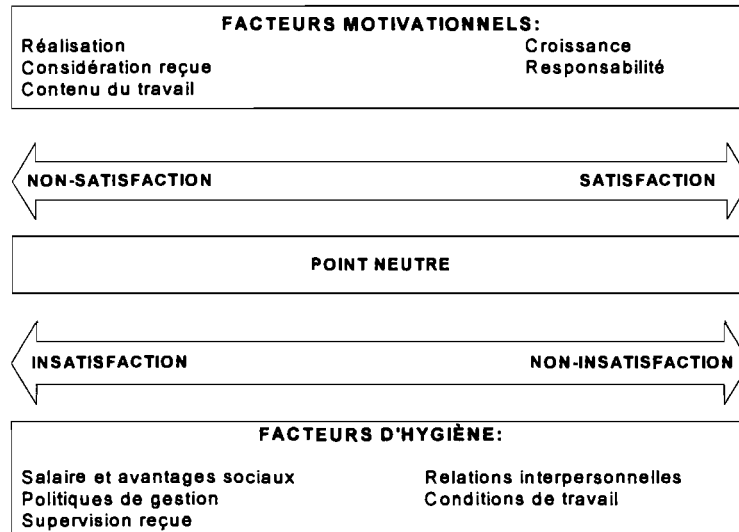 FACTEURS MOTIVATIONNELS:
Réalisation Croissance
Considération reçue Responsabilité
Contenu du travail
NON-SATISFACTION SATISFACTION
POINT NEUTRE
INSATISFACTION NON-INSATISFACTION
FACTEURS D'HYGIÈNE:
Salaire et avantages sociaux Relations interpersonnelles
Politiques de gestion Conditions de travail
Supervision reçue